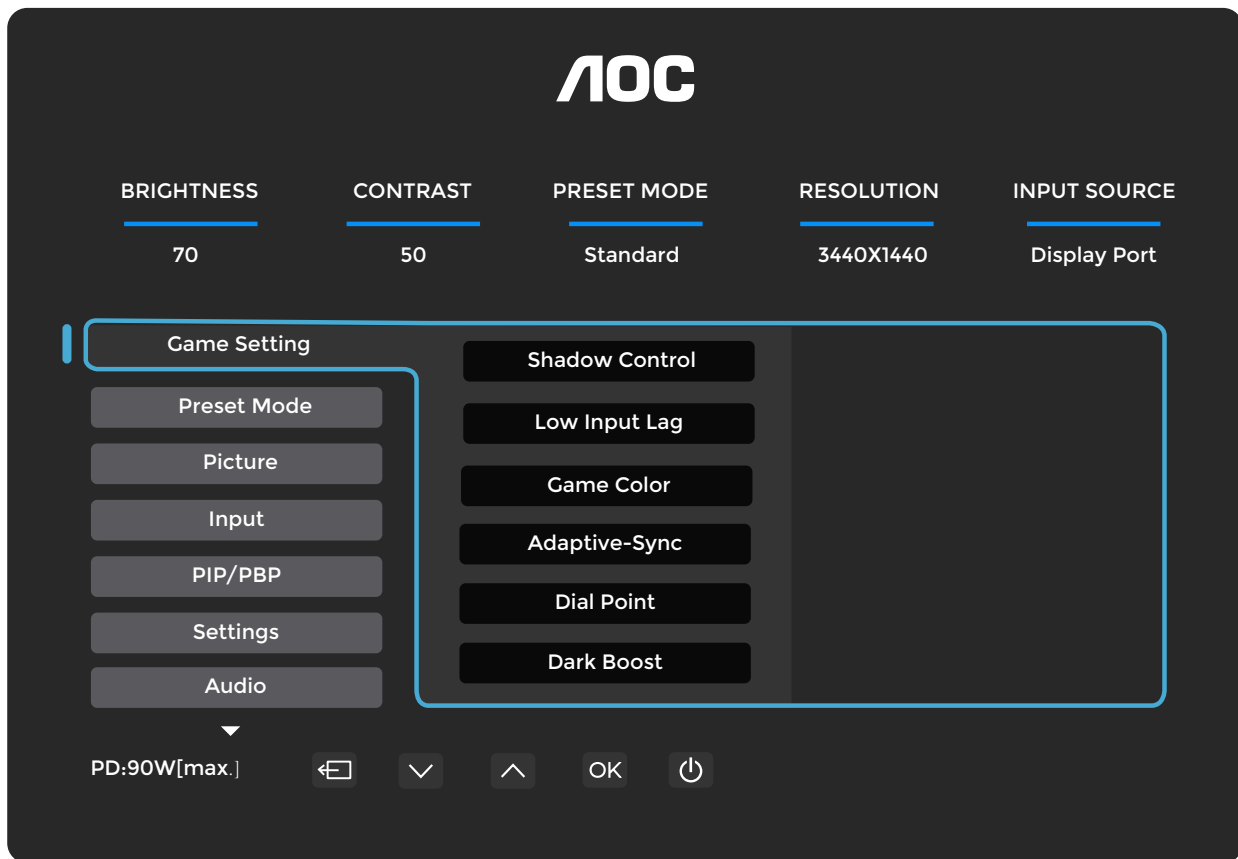 AOC
BRIGHTNESS CONTRAST PRESET MODE RESOLUTION INPUT SOURCE
70 50 Standard 3440X1440 Display Port
Game Setting
Preset Mode
Picture
Input
PIP/PBP
Settings
Audio
Shadow Control
Low Input Lag
Game Color
Adaptive-Sync
Dial Point
Dark Boost
PD:90W[max.]
OK